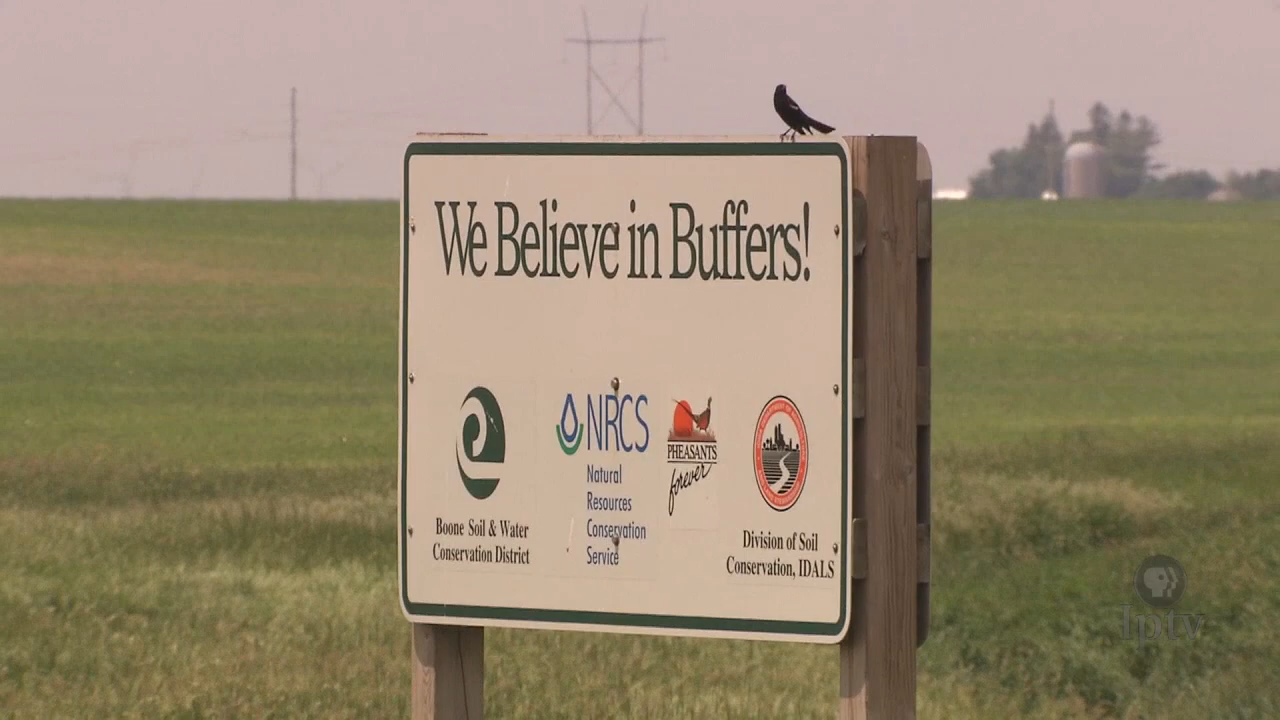 We Believe in Buffers!
Boone Soil & Water
Conservation District
NRCS
Natural
Resources
Conservation
Service
PHEASANTS
forever
Division of Soil
Conservation, IDALS
Iptv